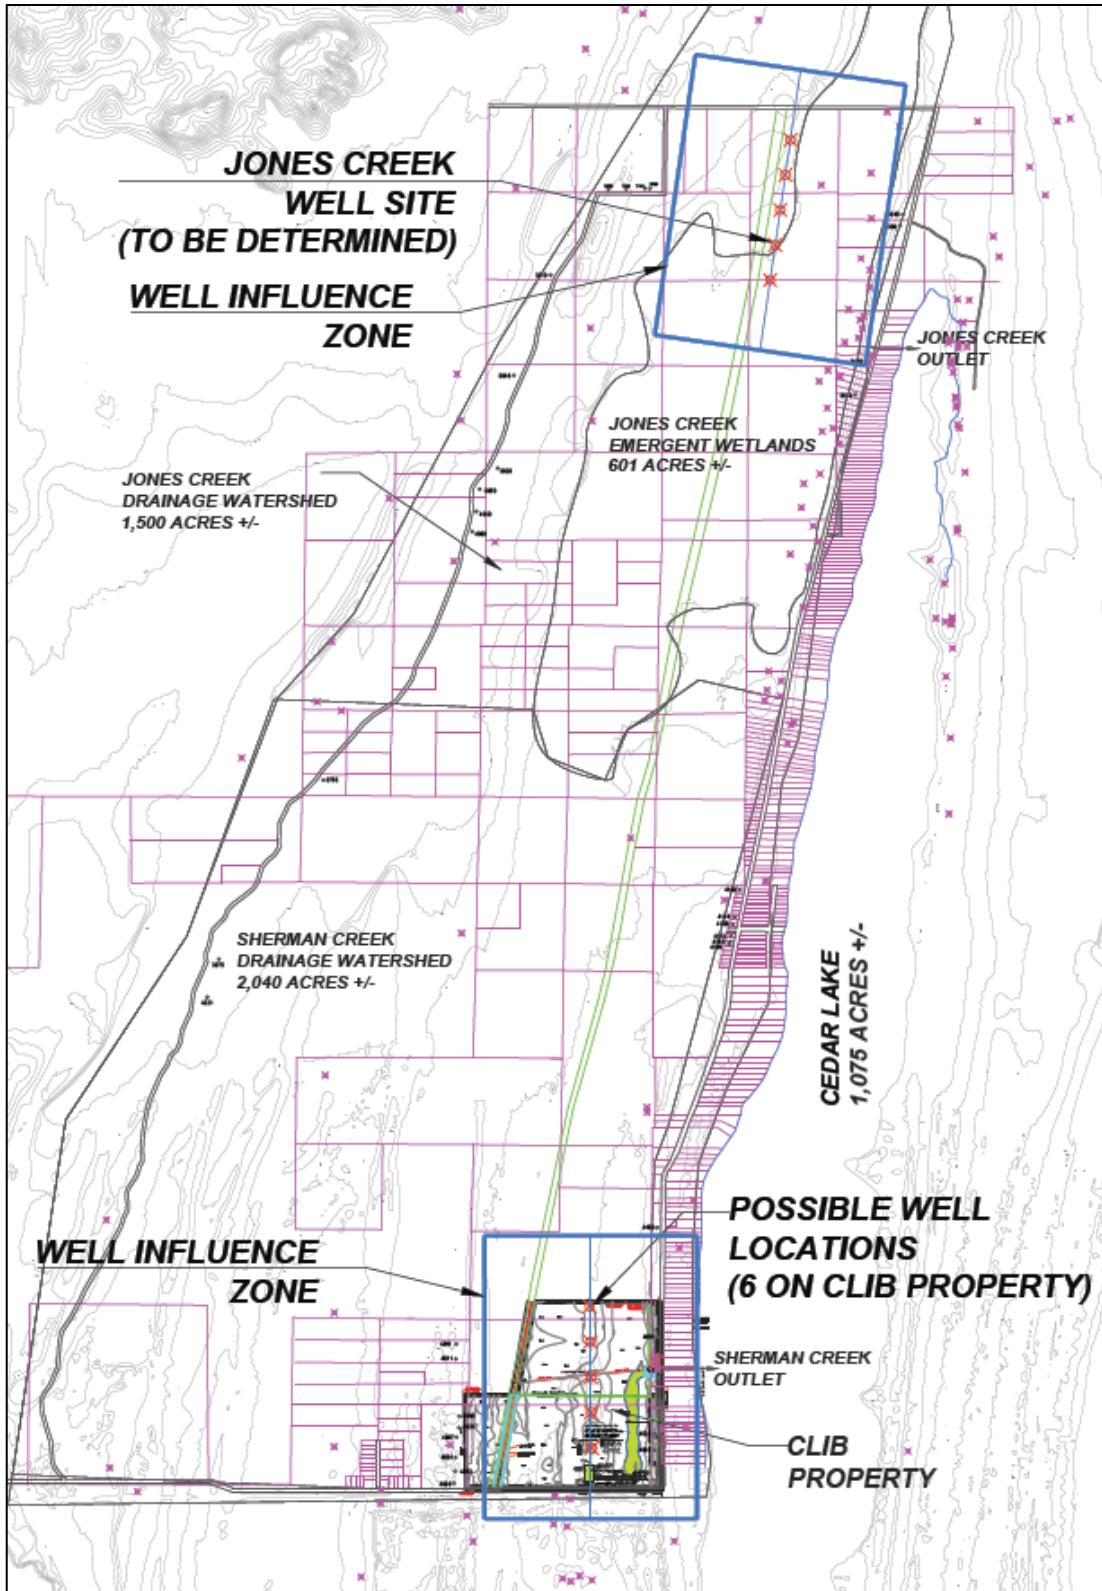 JONES CREEK
WELL SITE
(TO BE DETERMINED)
WELL INFLUENCE
ZONE
JONES CREEK
OUTLET
JONES CREEK
EMERGENT WETLANDS
601 ACRES +/-
JONES CREEK
DRAINAGE WATERSHED
1,500 ACRES +/-
SHERMAN CREEK
DRAINAGE WATERSHED
2,040 ACRES +/-
CEDAR LAKE
1,075 ACRES +/-
POSSIBLE WELL
LOCATIONS
(6 ON CLIB PROPERTY)
WELL INFLUENCE
ZONE
SHERMAN CREEK
OUTLET
CLIB
PROPERTY